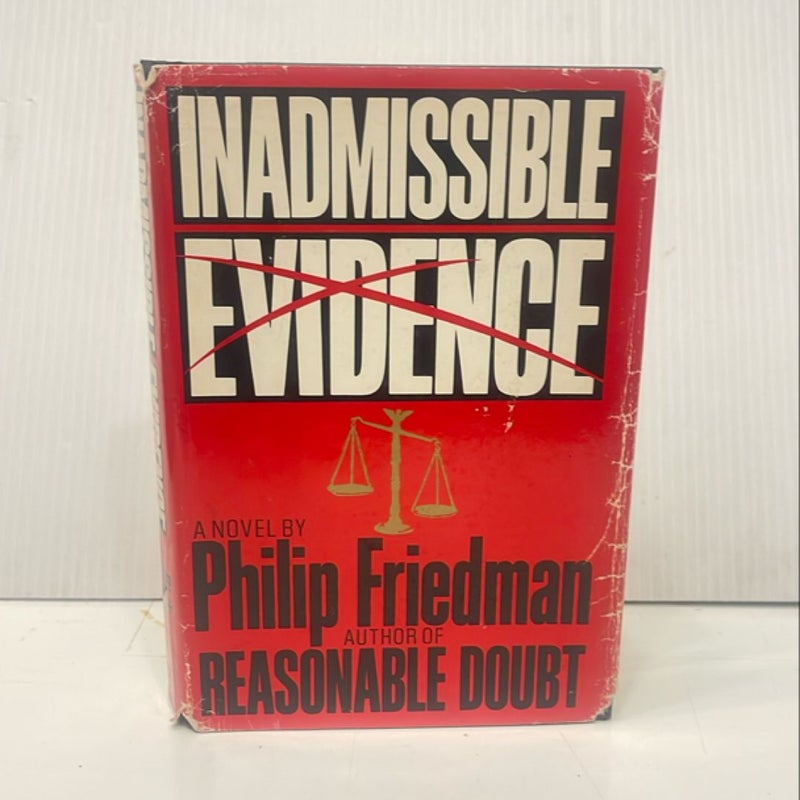 INADMISSIBLE
EVIDENCE
A NOVEL BY
Philip Friedman
AUTHOR OF
REASONABLE DOUBT